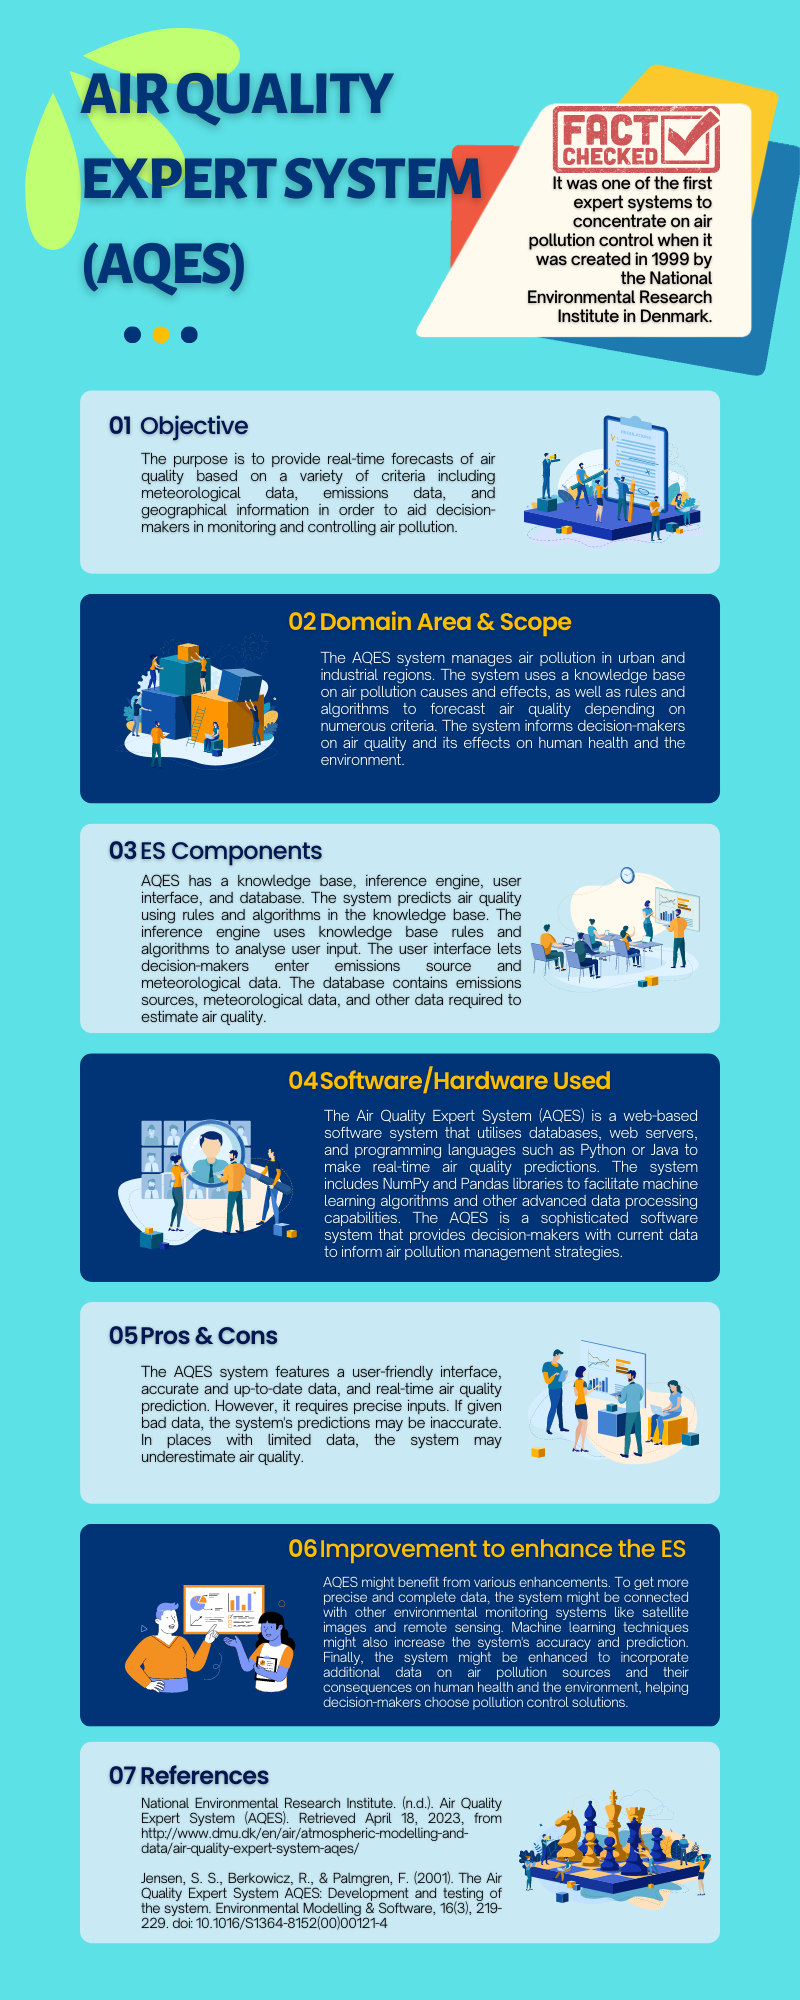 AIR QUALITY
EXPERT SYSTEM
(AQES)
FACT
CHECKED
It was one of the first
expert systems to
concentrate on air
pollution control when it
was created in 1999 by
the National
Environmental Research
Institute in Denmark.
01 Objective
The purpose is to provide real-time forecasts of air
quality based on a variety of criteria including
meteorological data, emissions data, and
geographical information in order to aid decision-
makers in monitoring and controlling air pollution.
02 Domain Area & Scope
The AQES system manages air pollution in urban and
industrial regions. The system uses a knowledge base
on air pollution causes and effects, as well as rules and
algorithms to forecast air quality depending on
numerous criteria. The system informs decision-makers
on air quality and its effects on human health and the
environment.
03 ES Components
AQES has a knowledge base, inference engine, user
interface, and database. The system predicts air quality
using rules and algorithms in the knowledge base. The
inference engine uses knowledge base rules and
algorithms to analyse user input. The user interface lets
decision-makers enter emissions source and
meteorological data. The database contains emissions
sources, meteorological data, and other data required to
estimate air quality.
04 Software/Hardware Used
The Air Quality Expert System (AQES) is a web-based
software system that utilises databases, web servers,
and programming languages such as Python or Java to
make real-time air quality predictions. The system
includes NumPy and Pandas libraries to facilitate machine
learning algorithms and other advanced data processing
capabilities. The AQES is a sophisticated software
system that provides decision-makers with current data
to inform air pollution management strategies.
05 Pros & Cons
The AQES system features a user-friendly interface,
accurate and up-to-date data, and real-time air quality
prediction. However, it requires precise inputs. If given
bad data, the system's predictions may be inaccurate.
In places with limited data, the system may
underestimate air quality.
06 Improvement to enhance the ES
AQES might benefit from various enhancements. To get more
precise and complete data, the system might be connected
with other environmental monitoring systems like satellite
images and remote sensing. Machine learning techniques
might also increase the system's accuracy and prediction.
Finally, the system might be enhanced to incorporate
additional data on air pollution sources and their
consequences on human health and the environment, helping
decision-makers choose pollution control solutions.
07 References
National Environmental Research Institute. (n.d.). Air Quality
Expert System (AQES). Retrieved April 18, 2023, from
http://www.dmu.dk/en/air/atmospheric-modelling-and-
data/air-quality-expert-system-aqes/
Jensen, S. S., Berkowicz, R., & Palmgren, F. (2001). The Air
Quality Expert System AQES: Development and testing of
the system. Environmental Modelling & Software, 16(3), 219-
229. doi: 10.1016/S1364-8152(00)00121-4